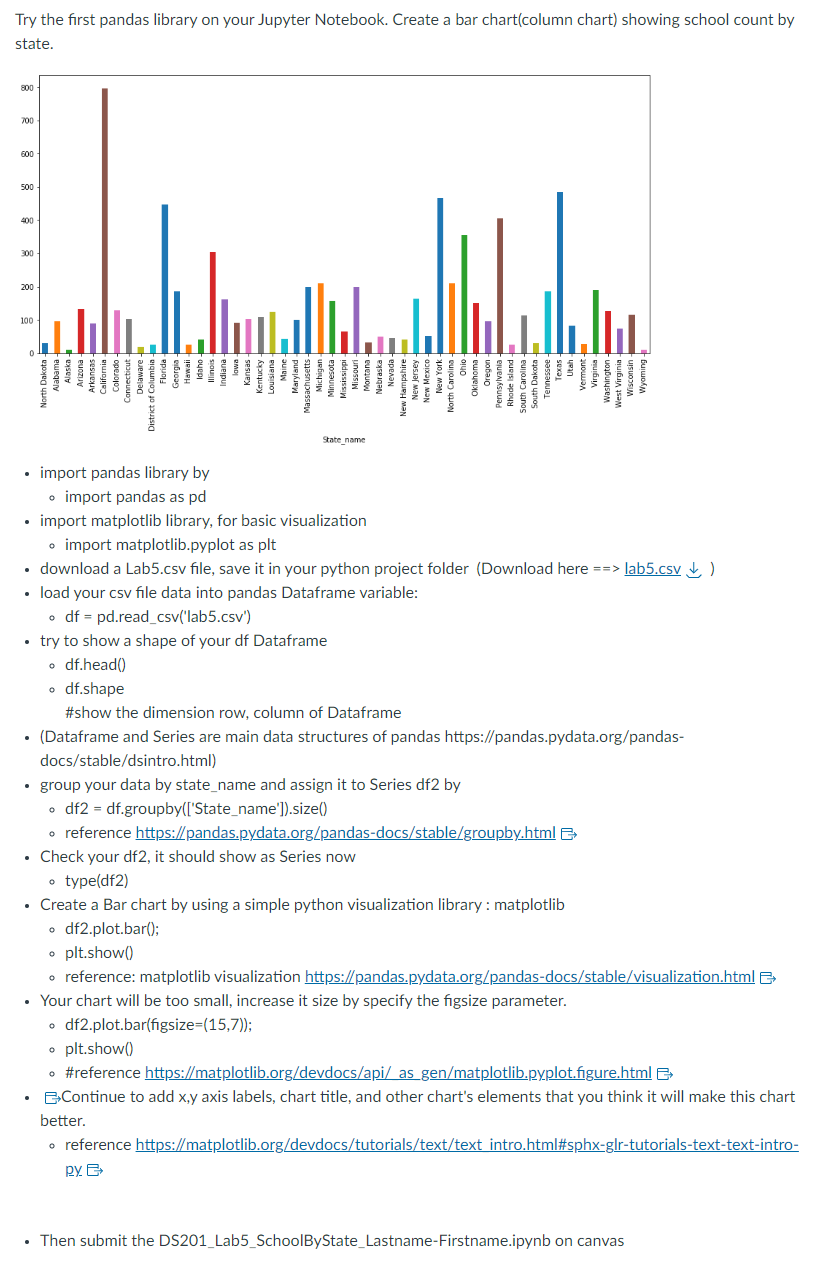 Try the first pandas library on your Jupyter Notebook. Create a bar chart(column chart) showing school count by
state.
800
700
600
500
400
300
200
100
0
North Dakota
Alabama
Alaska
Arizona
Arkansas
California
Colorado
Connecticut
Delaware
District of Columbia
Florida
Georgia
Hawaii
Idaho
Illinois
Indiana
Iowa
Kansas
Kentucky
Louisiana
Maine
Maryland
Massachusetts
Michigan
Minnesota
Mississippi
Missouri
Montana
Nebraska
Nevada
New Hampshire
New Jersey
New Mexico
New York
North Carolina
Ohio
Oklahoma
Oregon
Pennsylvania
Rhode Island
South Carolina
South Dakota
Tennessee
Texas
Utah
Vermont
Virginia
Washington
West Virginia
Wisconsin
Wyoming
State_name
• import pandas library by
◦ import pandas as pd
• import matplotlib library, for basic visualization
◦ import matplotlib.pyplot as plt
• download a Lab5.csv file, save it in your python project folder (Download here ==> lab5.csv )
• load your csv file data into pandas Dataframe variable:
◦ df = pd.read_csv('lab5.csv')
• try to show a shape of your df Dataframe
◦ df.head()
◦ df.shape
#show the dimension row, column of Dataframe
• (Dataframe and Series are main data structures of pandas https://pandas.pydata.org/pandas-
docs/stable/dsintro.html)
• group your data by state_name and assign it to Series df2 by
◦ df2 = df.groupby(['State_name']).size()
◦ reference https://pandas.pydata.org/pandas-docs/stable/groupby.html
• Check your df2, it should show as Series now
◦ type(df2)
• Create a Bar chart by using a simple python visualization library : matplotlib
◦ df2.plot.bar();
◦ plt.show()
◦ reference: matplotlib visualization https://pandas.pydata.org/pandas-docs/stable/visualization.html
• Your chart will be too small, increase it size by specify the figsize parameter.
◦ df2.plot.bar(figsize=(15,7));
◦ plt.show()
◦ #reference https://matplotlib.org/devdocs/api/_as_gen/matplotlib.pyplot.figure.html
• Continue to add x,y axis labels, chart title, and other chart's elements that you think it will make this chart
better.
◦ reference https://matplotlib.org/devdocs/tutorials/text/text_intro.html#sphx-glr-tutorials-text-text-intro-
py
• Then submit the DS201_Lab5_SchoolByState_Lastname-Firstname.ipynb on canvas